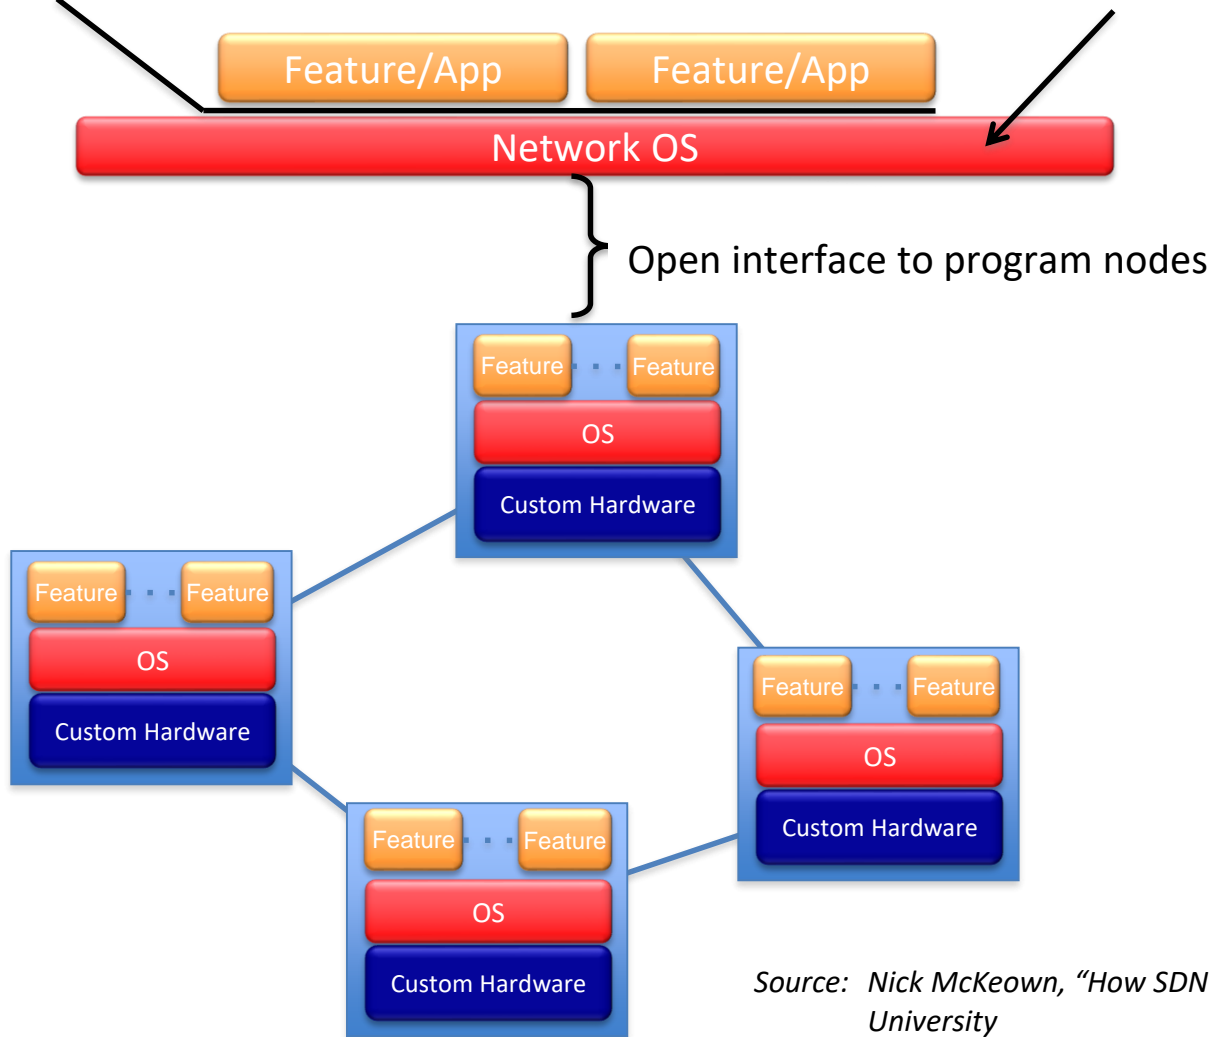 Feature/App Feature/App
Network OS
Open interface to program nodes
Feature . . . Feature
OS
Custom Hardware
Feature . . . Feature
OS
Custom Hardware
Feature . . . Feature
OS
Custom Hardware
Feature . . . Feature
OS
Custom Hardware
Source: Nick McKeown, “How SDN
University